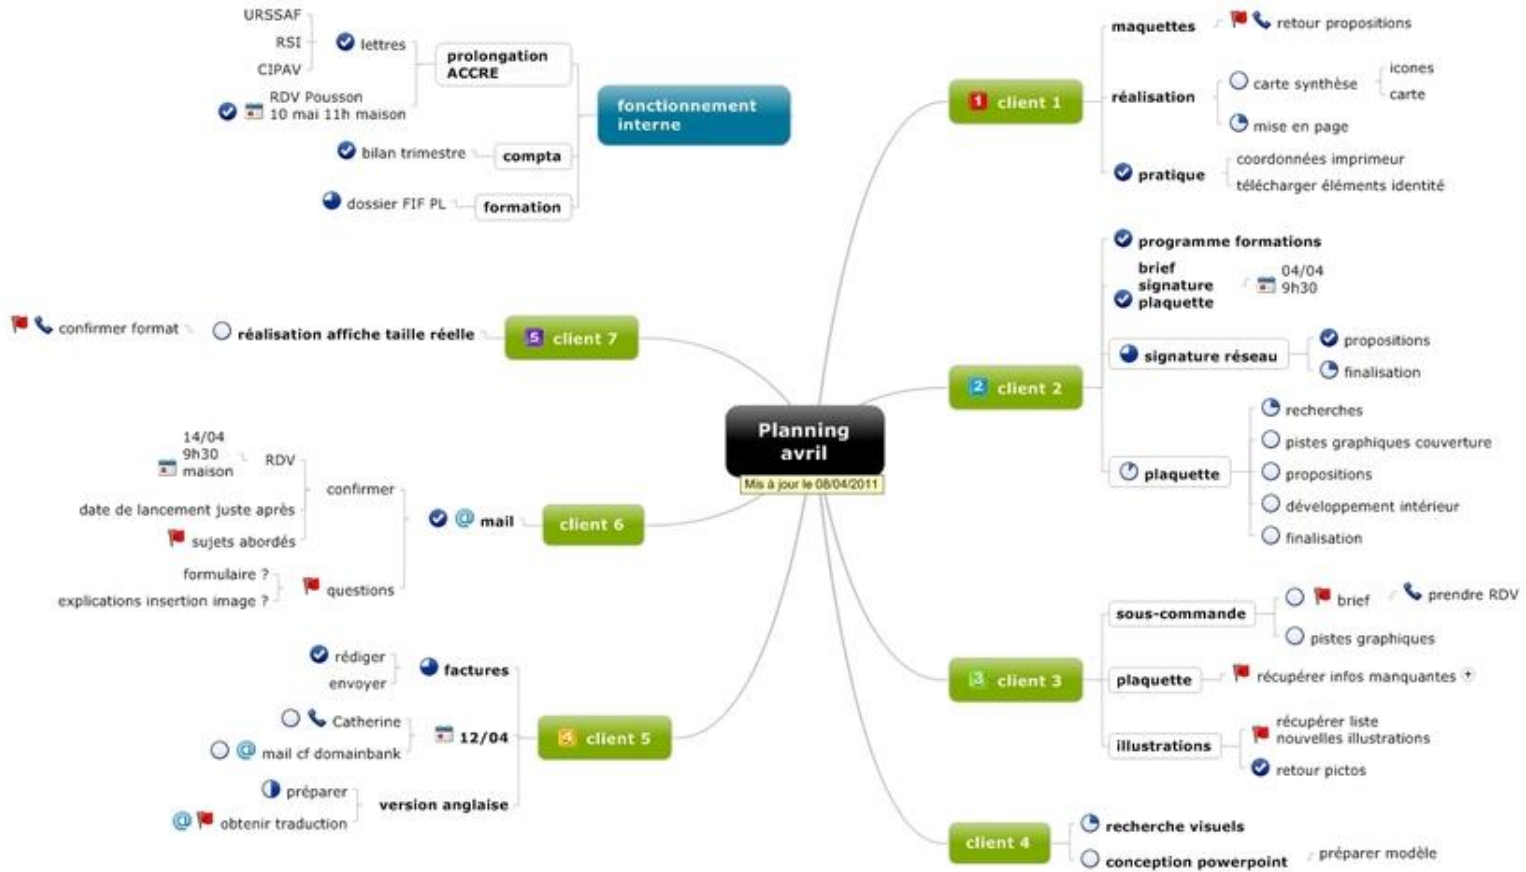 Planning
avril
Mis à jour le 08/04/2011
fonctionnement
interne
prolongation
ACCRE
lettres
URSSAF
RSI
CIPAV
RDV Pousson
10 mai 11h maison
compta
bilan trimestre
formation
dossier FIF PL
1 client 1
maquettes
retour propositions
réalisation
carte synthèse
icones
carte
mise en page
pratique
coordonnées imprimeur
télécharger éléments identité
2 client 2
programme formations
brief
signature
plaquette
04/04
9h30
signature réseau
propositions
finalisation
plaquette
recherches
pistes graphiques couverture
propositions
développement intérieur
finalisation
3 client 3
sous-commande
brief
prendre RDV
pistes graphiques
plaquette
récupérer infos manquantes
illustrations
récupérer liste
nouvelles illustrations
retour pictos
client 4
recherche visuels
conception powerpoint
préparer modèle
4 client 5
factures
rédiger
envoyer
12/04
Catherine
@ mail cf domainbank
version anglaise
préparer
@ obtenir traduction
client 6
@ mail
confirmer
RDV
14/04
9h30
maison
date de lancement juste après
sujets abordés
questions
formulaire ?
explications insertion image ?
5 client 7
réalisation affiche taille réelle
confirmer format